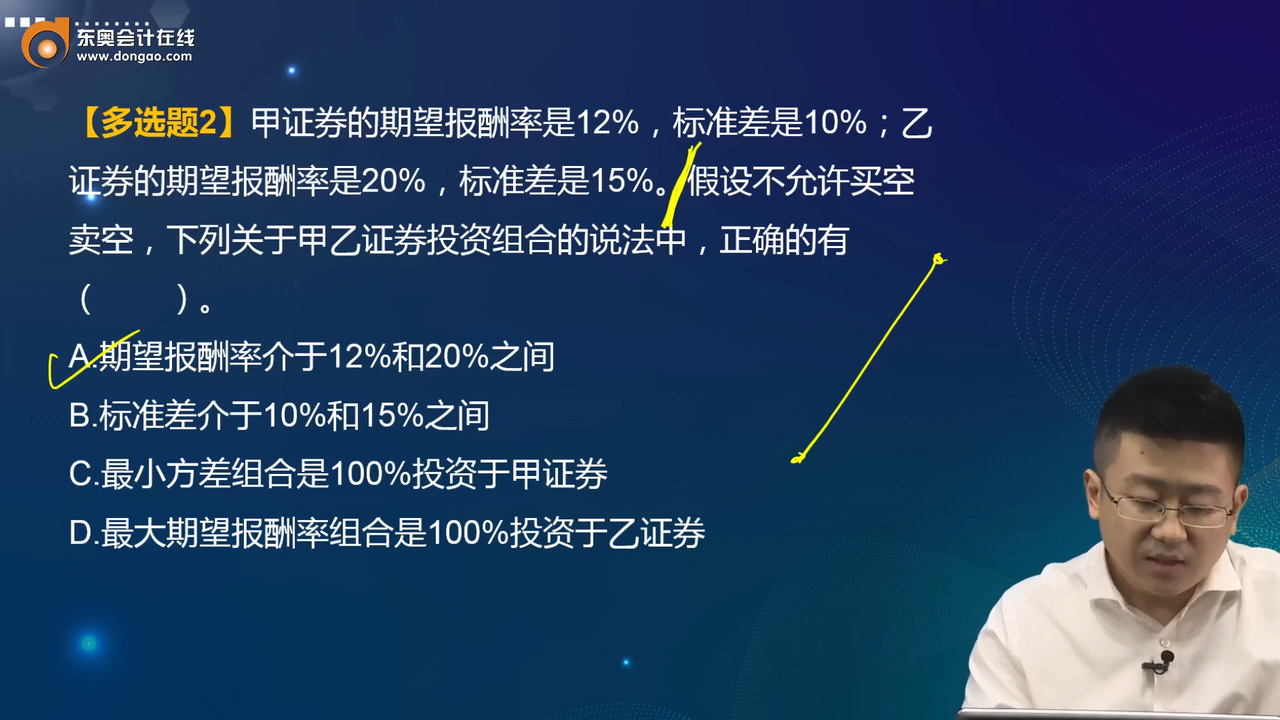 东奥会计在线
www.dongao.com
【多选题2】甲证券的期望报酬率是12%，标准差是10%；乙
证券的期望报酬率是20%，标准差是15%。假设不允许买空
卖空，下列关于甲乙证券投资组合的说法中，正确的有
（　　）。
A.期望报酬率介于12%和20%之间
B.标准差介于10%和15%之间
C.最小方差组合是100%投资于甲证券
D.最大期望报酬率组合是100%投资于乙证券